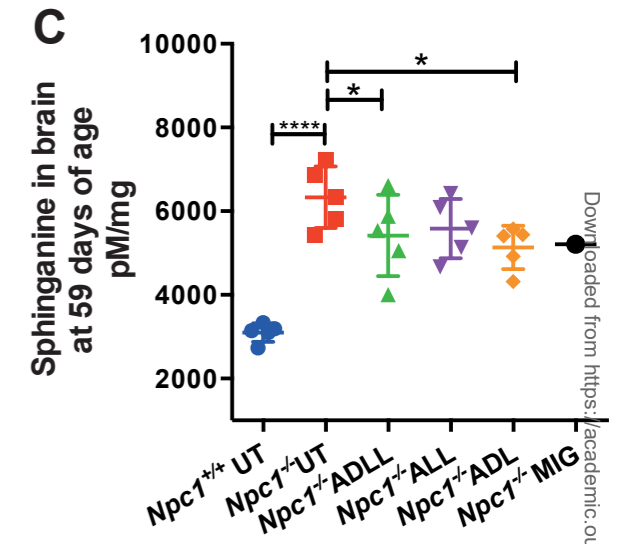 C
Sphinganine in brain
at 59 days of age
pM/mg
10000
8000
6000
4000
2000
*
*
****
Npc1+/+ UT
Npc1-/-UT
Npc1-/-ADLL
Npc1-/-ALL
Npc1-/-ADL
Npc1-/-MIG
Downloaded from https://academic.ou